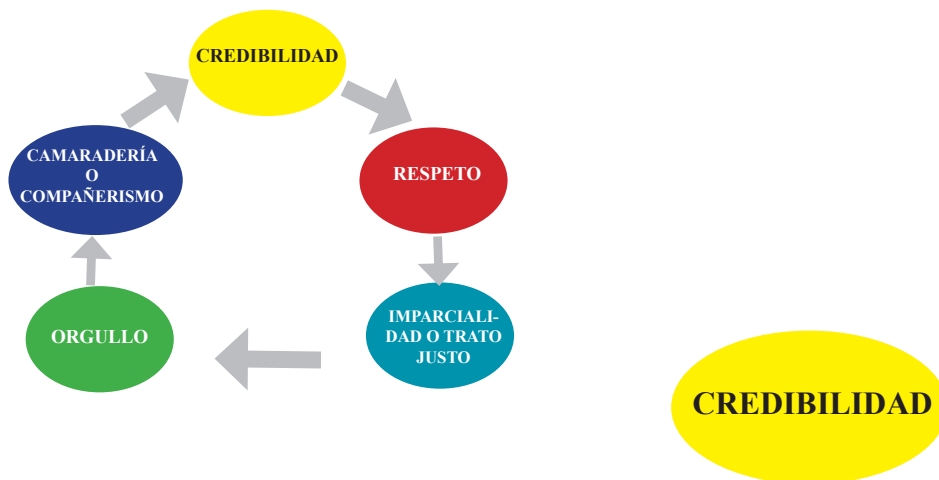 CREDIBILIDAD
CAMARADERÍA
O
COMPAÑERISMO
RESPETO
ORGULLO
IMPARCIALI-
DAD O TRATO
JUSTO
CREDIBILIDAD